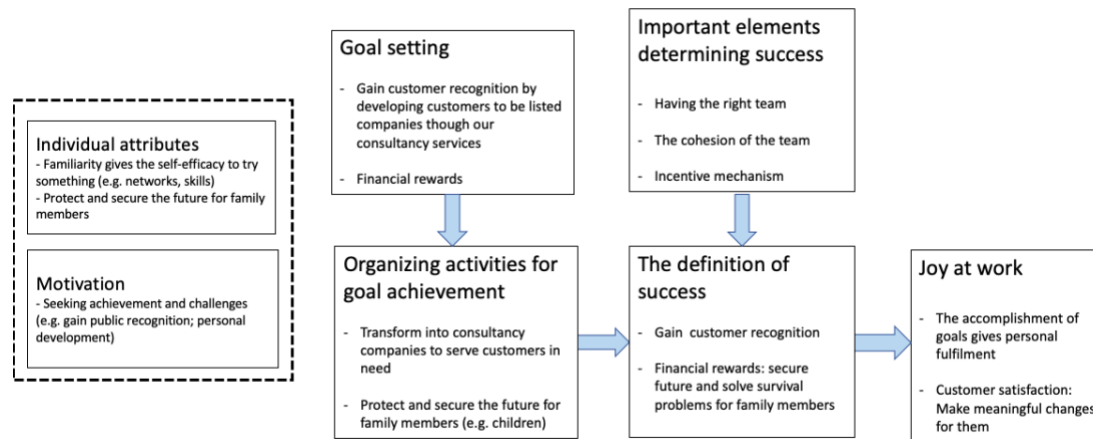 Individual attributes
- Familiarity gives the self-efficacy to try
something (e.g. networks, skills)
- Protect and secure the future for family
members
Motivation
- Seeking achievement and challenges
(e.g. gain public recognition; personal
development)
Goal setting
- Gain customer recognition by
developing customers to be listed
companies though our
consultancy services
- Financial rewards
Important elements
determining success
- Having the right team
- The cohesion of the team
- Incentive mechanism
Organizing activities for
goal achievement
- Transform into consultancy
companies to serve customers in
need
- Protect and secure the future for
family members (e.g. children)
The definition of
success
- Gain customer recognition
- Financial rewards: secure
future and solve survival
problems for family members
Joy at work
- The accomplishment of
goals gives personal
fulfilment
- Customer satisfaction:
Make meaningful changes
for them